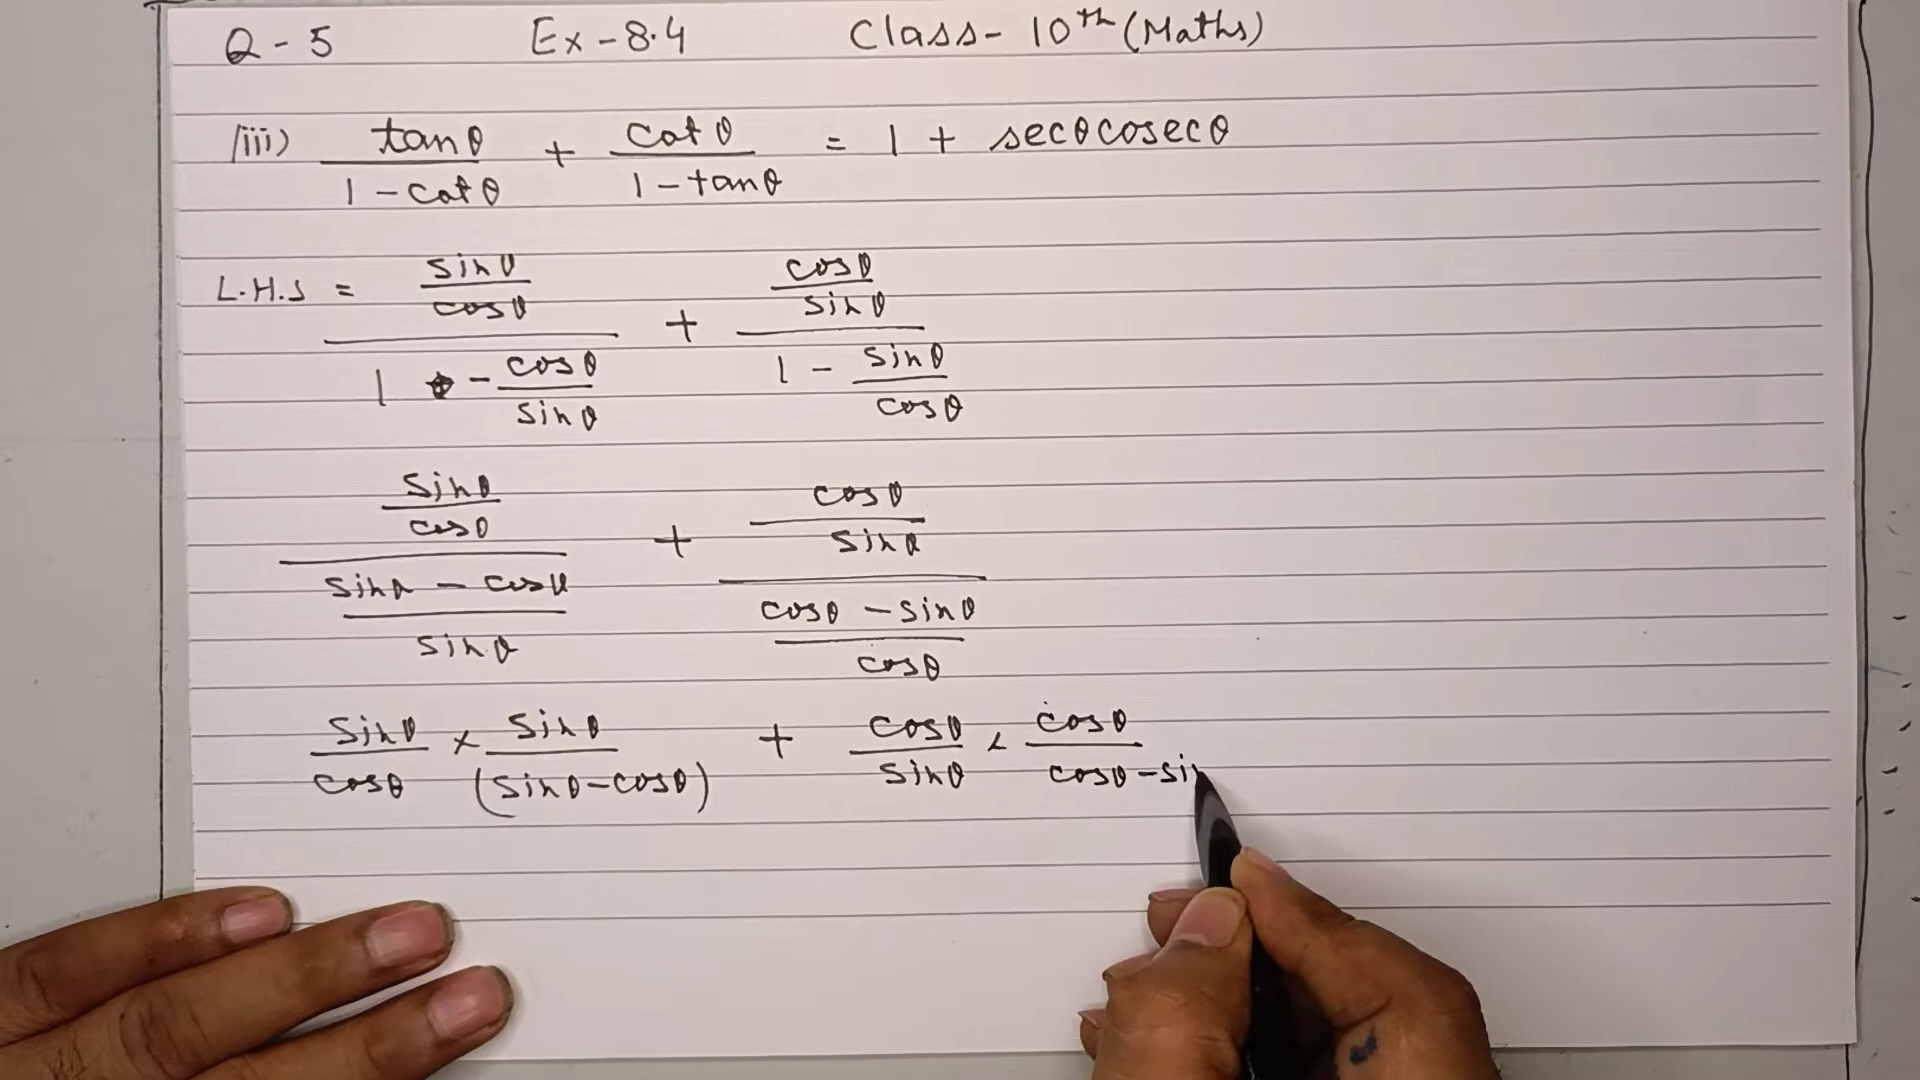 Q - 5 Ex - 8.4 Class - 10th (Maths)
(iii) tanθ / 1 - cotθ + cotθ / 1 - tanθ = 1 + secθcosecθ
L.H.S = sinθ/cosθ / 1 - cosθ/sinθ + cosθ/sinθ / 1 - sinθ/cosθ
sinθ/cosθ / sinθ - cosθ/sinθ + cosθ/sinθ / cosθ - sinθ/cosθ
sinθ/cosθ × sinθ/(sinθ-cosθ) + cosθ/sinθ × cosθ/cosθ-si